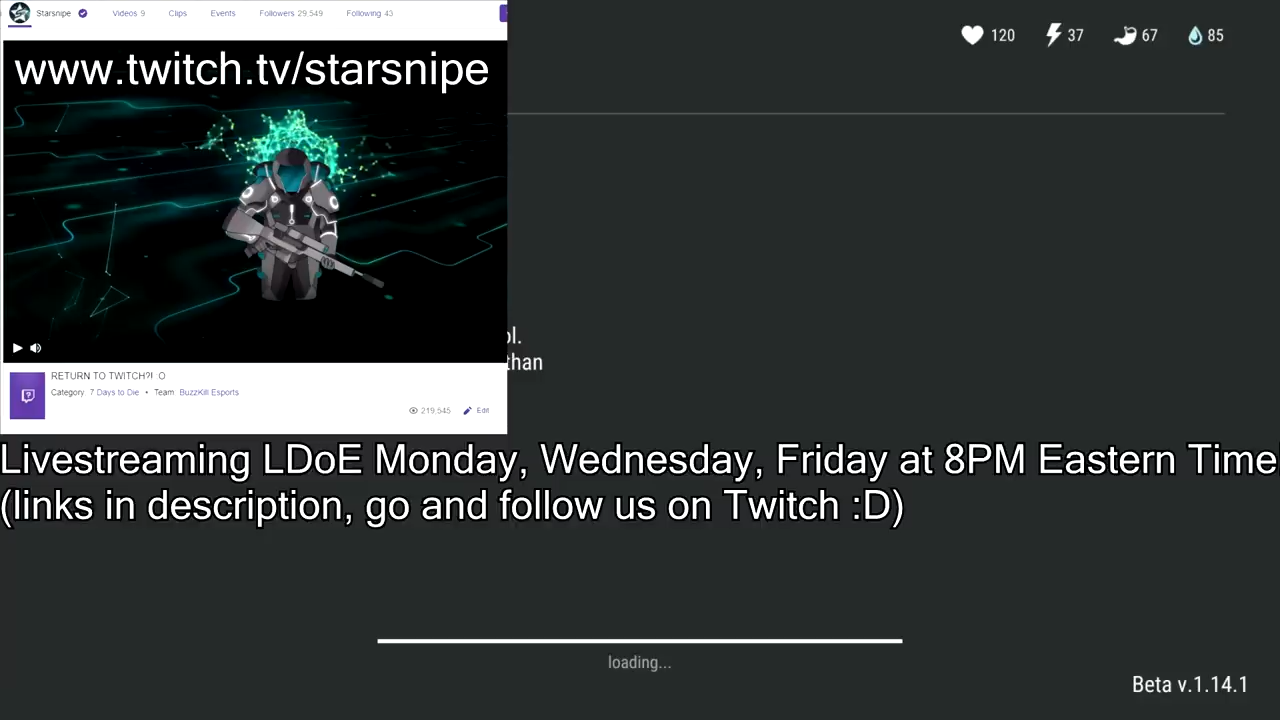 Starsnipe Videos 9 Clips Events Followers 29,549 Following 43
www.twitch.tv/starsnipe
120 37 67 85
ol.
than
RETURN TO TWITCH?! :O
Category 7 Days to Die • Team BuzzKill Esports
219,545 Edit
Livestreaming LDoE Monday, Wednesday, Friday at 8PM Eastern Time
(links in description, go and follow us on Twitch :D)
loading...
Beta v.1.14.1